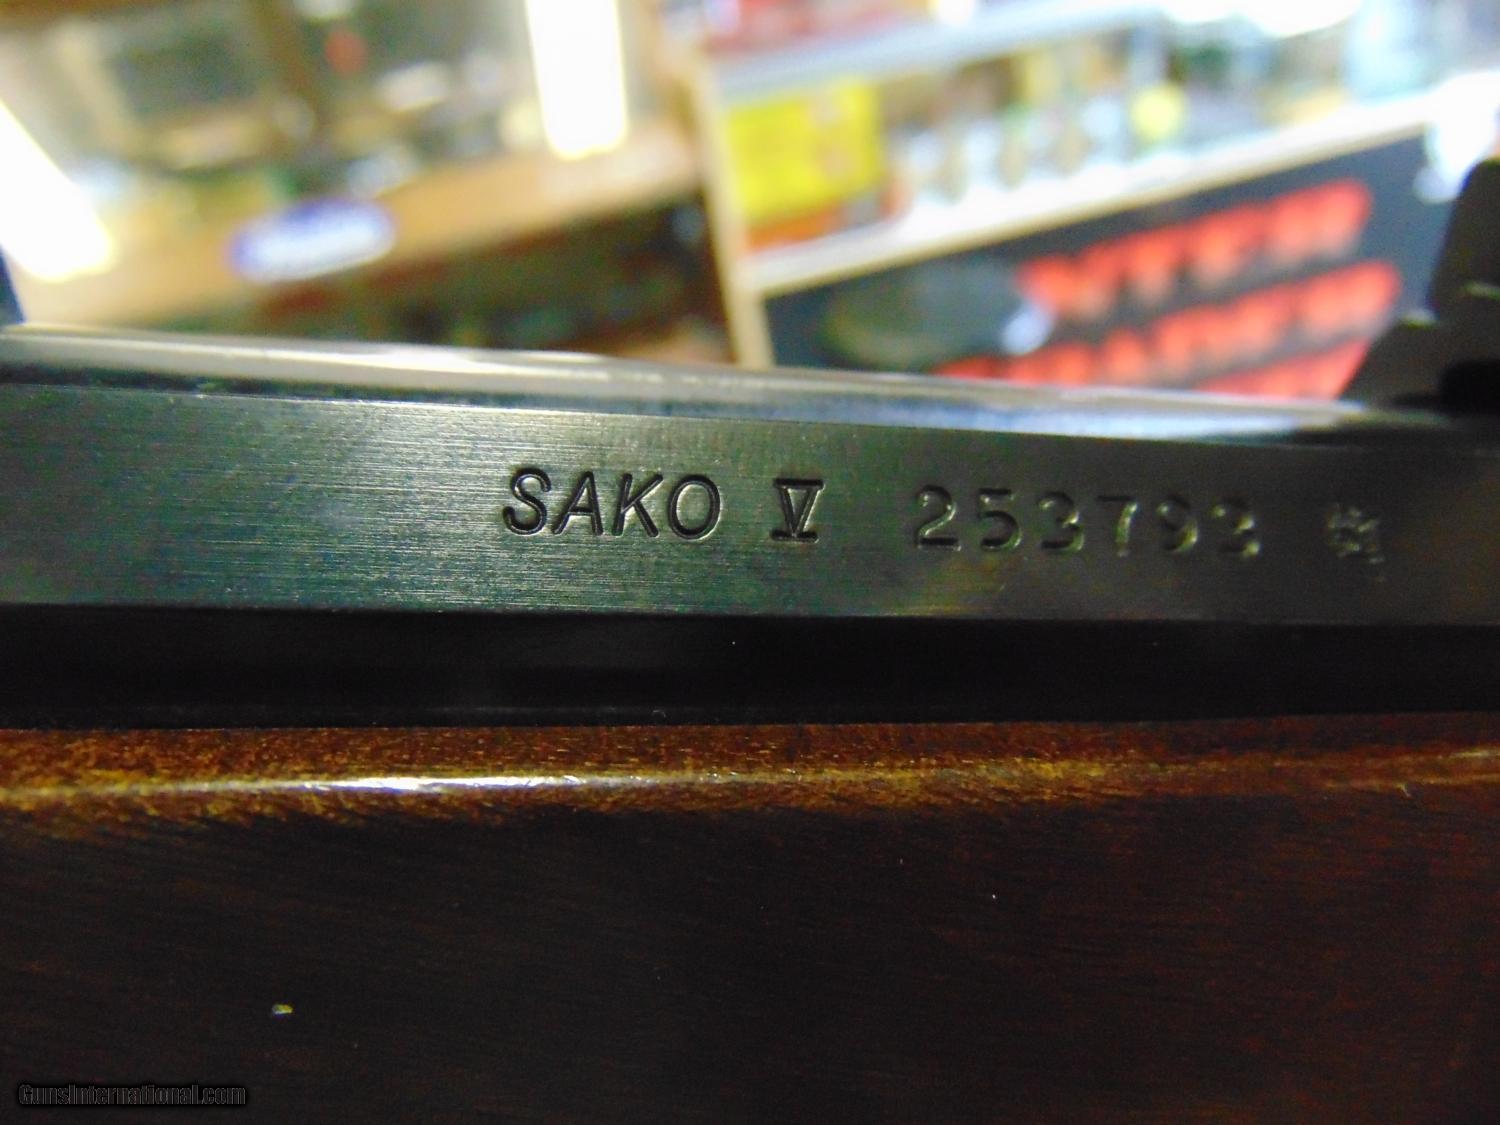 SAKO V 253793
GunsInternational.com